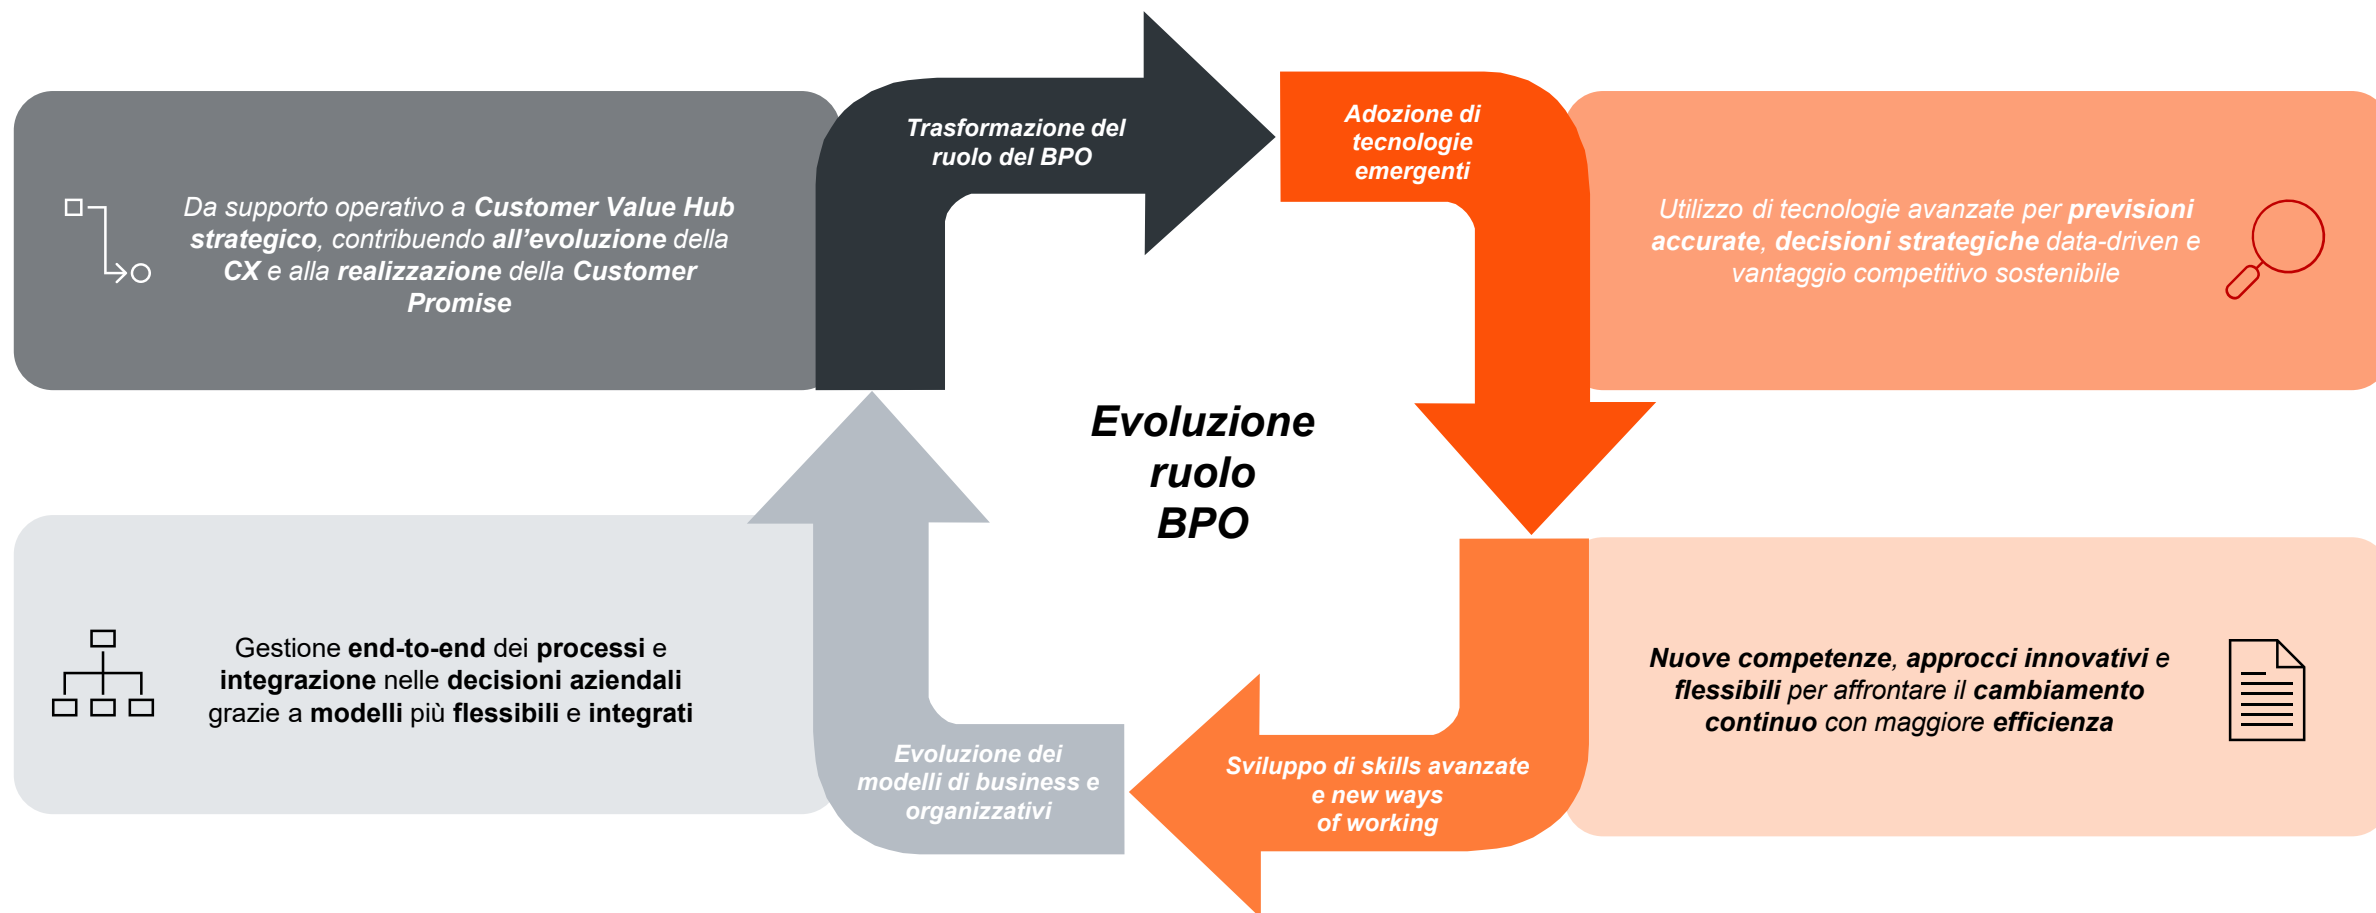 Trasformazione del
ruolo del BPO
Da supporto operativo a Customer Value Hub
strategico, contribuendo all’evoluzione della
CX e alla realizzazione della Customer
Promise
Adozione di
tecnologie
emergenti
Utilizzo di tecnologie avanzate per previsioni
accurate, decisioni strategiche data-driven e
vantaggio competitivo sostenibile
Evoluzione
ruolo
BPO
Gestione end-to-end dei processi e
integrazione nelle decisioni aziendali
grazie a modelli più flessibili e integrati
Evoluzione dei
modelli di business e
organizzativi
Sviluppo di skills avanzate
e new ways
of working
Nuove competenze, approcci innovativi e
flessibili per affrontare il cambiamento
continuo con maggiore efficienza